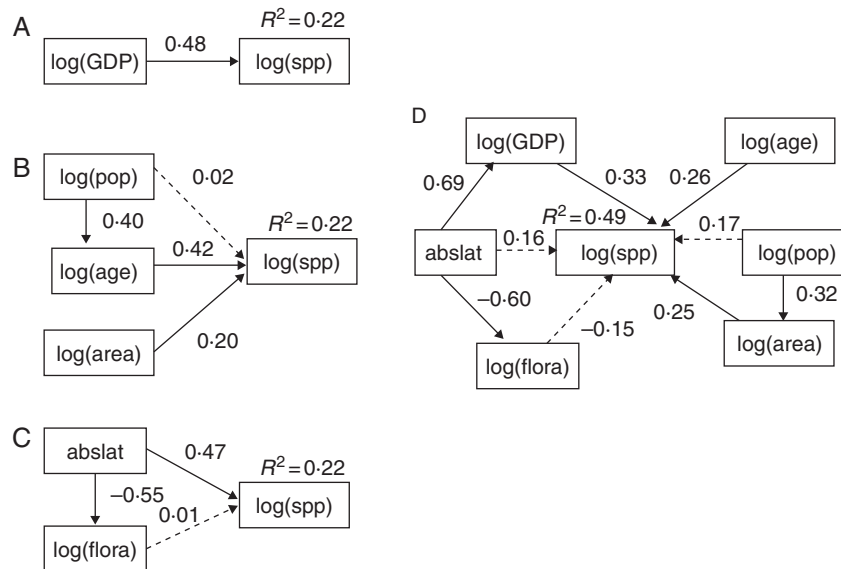 A
R² = 0·22
log(GDP)
0·48
log(spp)
B
log(pop)
0·02
0·40
R² = 0·22
log(age)
0·42
log(spp)
log(area)
0·20
C
abslat
0·47
R² = 0·22
–0·55
0·01
log(spp)
log(flora)
D
log(GDP)
log(age)
0·69
0·33
0·26
R² = 0·49
0·17
abslat
0·16
log(spp)
log(pop)
–0·60
–0·15
0·25
0·32
log(flora)
log(area)